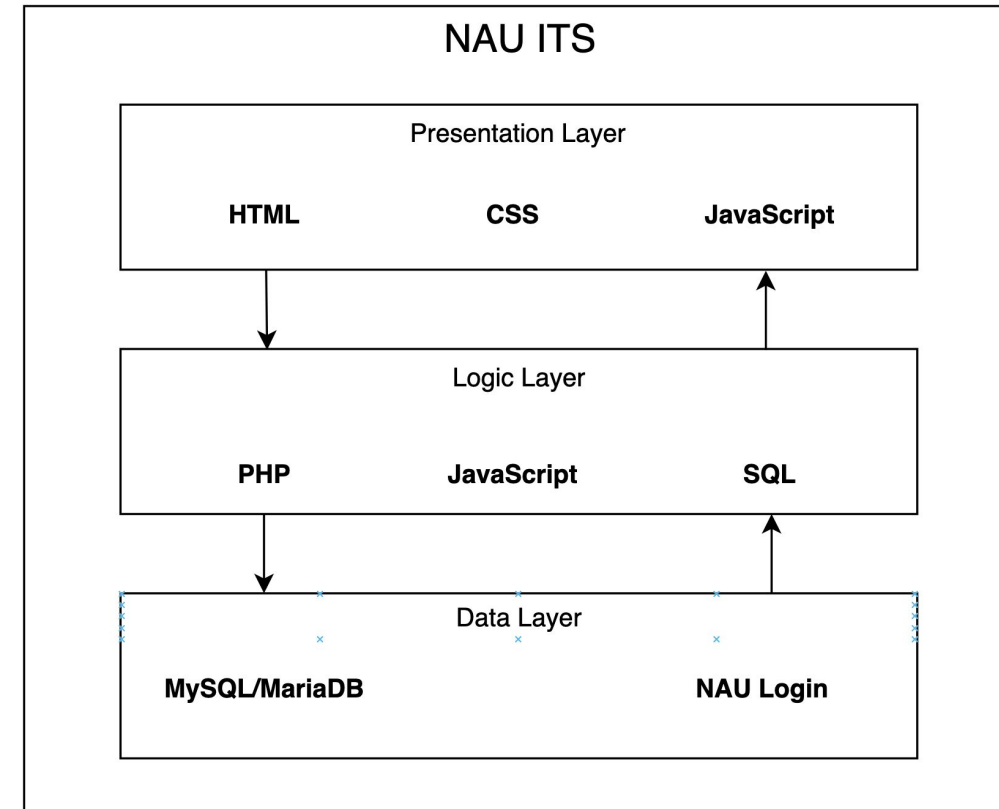 NAU ITS
Presentation Layer
HTML CSS JavaScript
Logic Layer
PHP JavaScript SQL
Data Layer
MySQL/MariaDB NAU Login